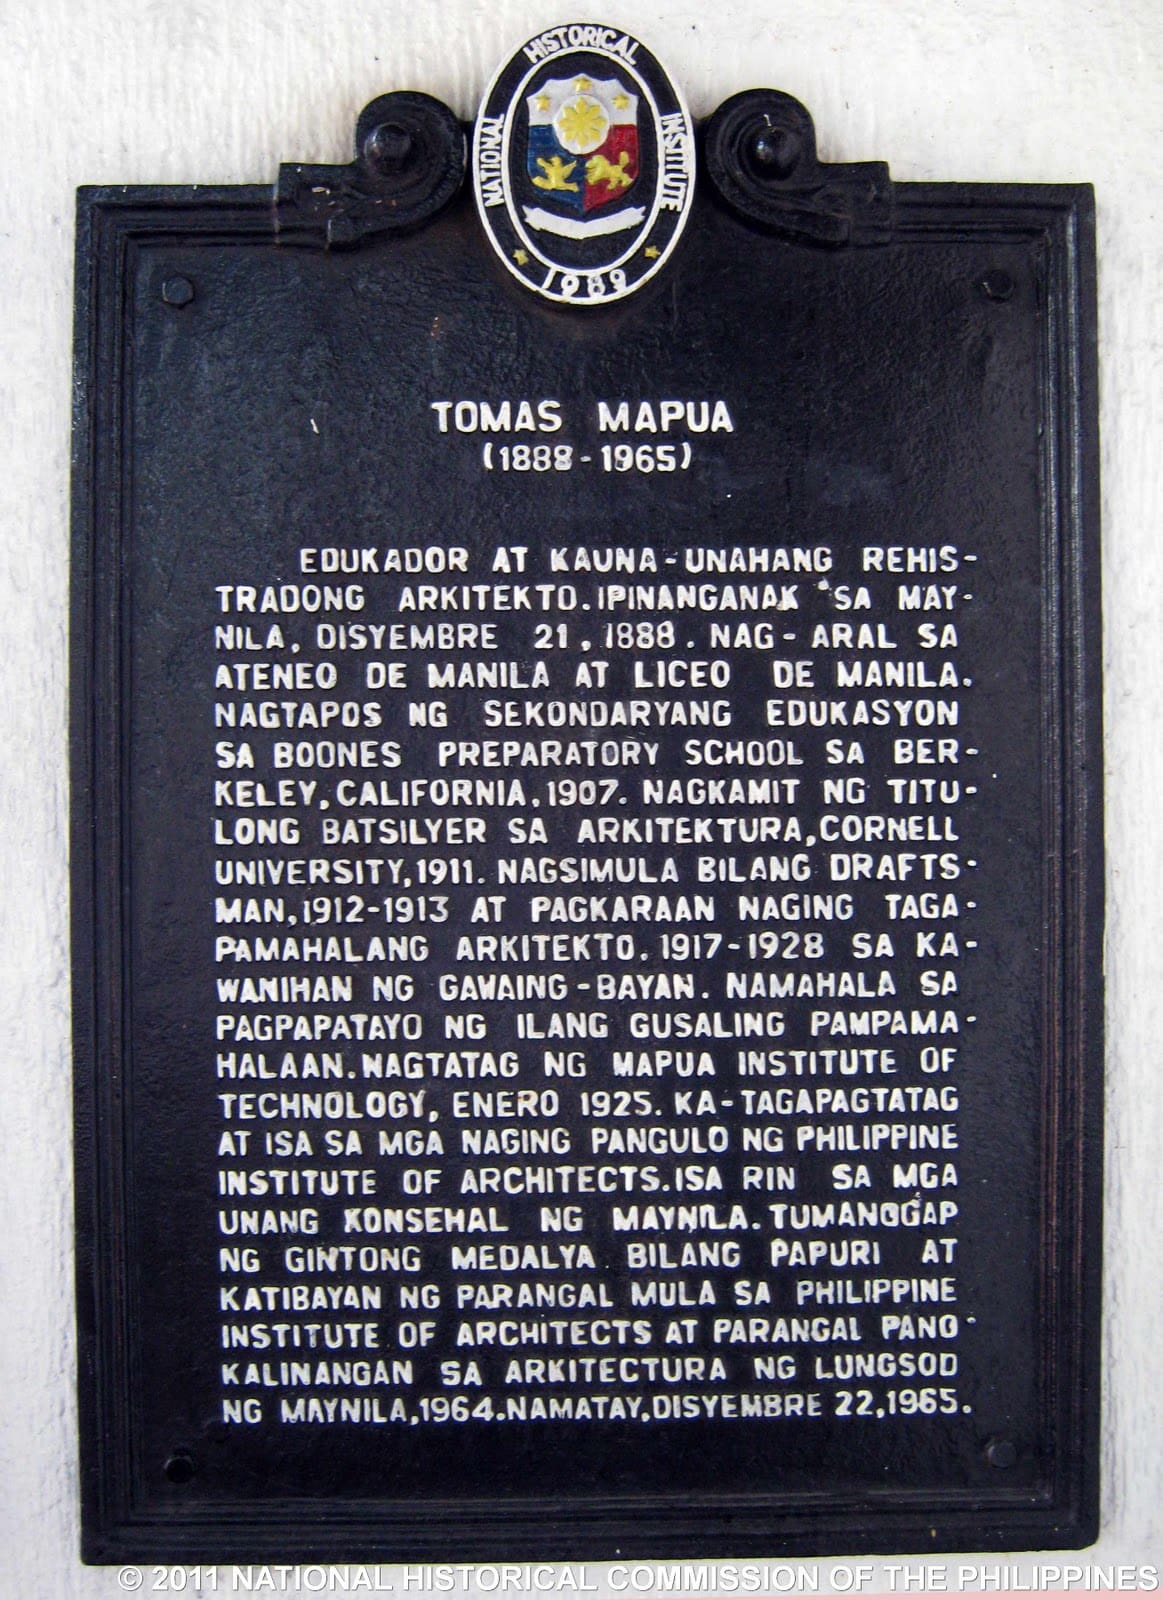 NATIONAL HISTORICAL INSTITUTE
1989
TOMAS MAPUA
(1888-1965)
EDUKADOR AT KAUNA-UNAHANG REHIS-
TRADONG ARKITEKTO. IPINANGANAK SA MAY-
NILA, DISYEMBRE 21, 1888. NAG-ARAL SA
ATENEO DE MANILA AT LICEO DE MANILA.
NAGTAPOS NG SEKONDARYANG EDUKASYON
SA BOONES PREPARATORY SCHOOL SA BER-
KELEY, CALIFORNIA, 1907. NAGKAMIT NG TITU-
LONG BATSILYER SA ARKITEKTURA, CORNELL
UNIVERSITY, 1911. NAGSIMULA BILANG DRAFTS-
MAN, 1912-1913 AT PAGKARAAN NAGING TAGA-
PAMAHALANG ARKITEKTO, 1917-1928 SA KA-
WANIHAN NG GAWAING-BAYAN. NAMAHALA SA
PAGPAPATAYO NG ILANG GUSALING PAMPAMA-
HALAAN. NAGTATAG NG MAPUA INSTITUTE OF
TECHNOLOGY, ENERO 1925. KA-TAGAPAGTATAG
AT ISA SA MGA NAGING PANGULO NG PHILIPPINE
INSTITUTE OF ARCHITECTS. ISA RIN SA MGA
UNANG KONSEHAL NG MAYNILA. TUMANGGAP
NG GINTONG MEDALYA BILANG PAPURI AT
KATIBAYAN NG PARANGAL MULA SA PHILIPPINE
INSTITUTE OF ARCHITECTS AT PARANGAL PANG-
KALINANGAN SA ARKITECTURA NG LUNGSOD
NG MAYNILA, 1964. NAMATAY, DISYEMBRE 22, 1965.
© 2011 NATIONAL HISTORICAL COMMISSION OF THE PHILIPPINES